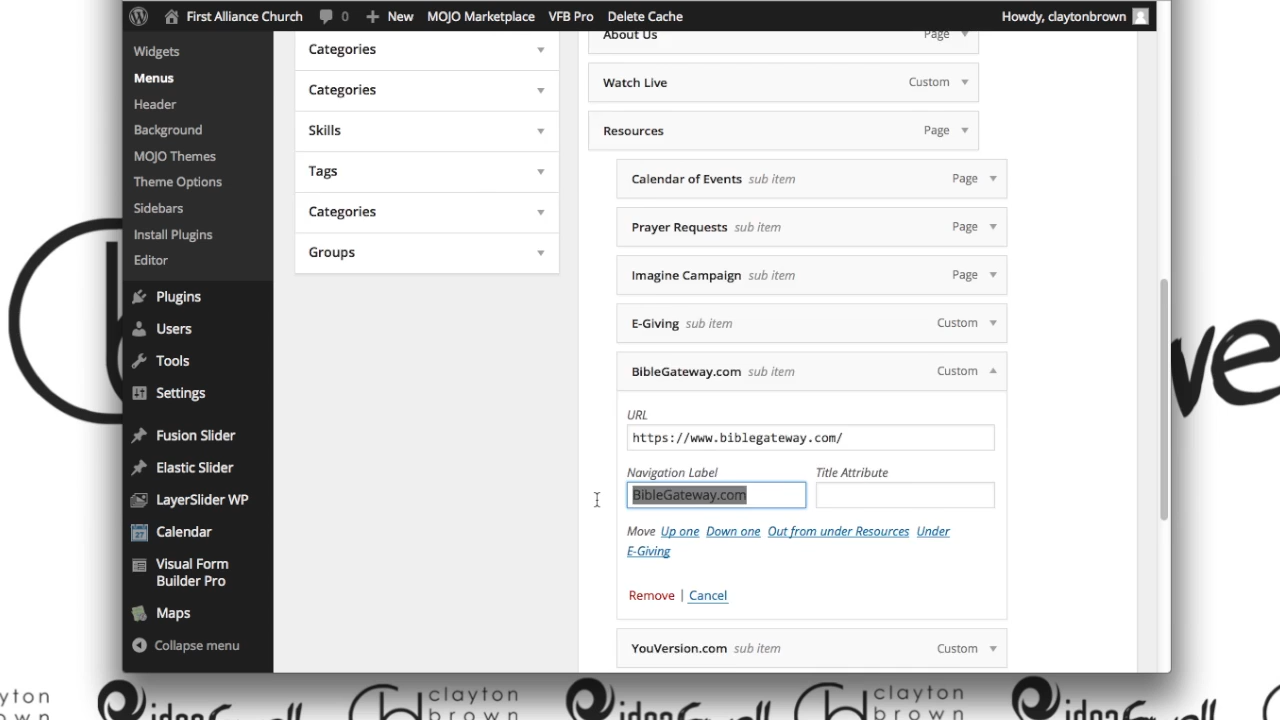 First Alliance Church 0 New MOJO Marketplace VFB Pro Delete Cache Howdy, claytonbrown
Widgets
Menus
Header
Background
MOJO Themes
Theme Options
Sidebars
Install Plugins
Editor
Plugins
Users
Tools
Settings
Fusion Slider
Elastic Slider
LayerSlider WP
27
Calendar
Visual Form
Builder Pro
Maps
Collapse menu
Categories
Categories
Skills
Tags
Categories
Groups
About Us Page
Watch Live Custom
Resources Page
Calendar of Events sub item Page
Prayer Requests sub item Page
Imagine Campaign sub item Page
E-Giving sub item Custom
BibleGateway.com sub item Custom
URL
https://www.biblegateway.com/
Navigation Label Title Attribute
BibleGateway.com
Move Up one Down one Out from under Resources Under
E-Giving
Remove | Cancel
YouVersion.com sub item Custom
clayton
brown
clayton
brown